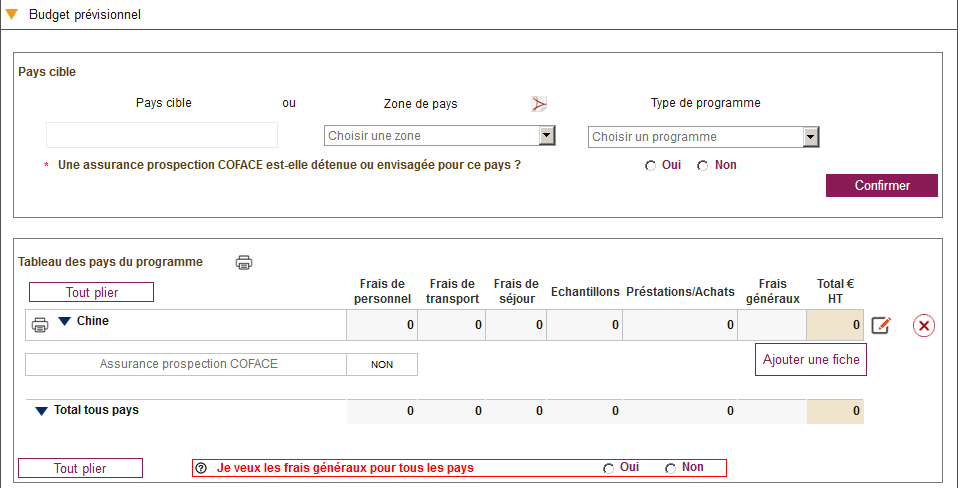 Budget prévisionnel
Pays cible
Pays cible ou Zone de pays Type de programme
Choisir une zone Choisir un programme
* Une assurance prospection COFACE est-elle détenue ou envisagée pour ce pays ? Oui Non
Confirmer
Tableau des pays du programme
Tout plier
Frais de personnel Frais de transport Frais de séjour Echantillons Préstations/Achats Frais généraux Total € HT
Chine 0 0 0 0 0 0
Assurance prospection COFACE NON
Ajouter une fiche
Total tous pays 0 0 0 0 0 0
Tout plier
? Je veux les frais généraux pour tous les pays Oui Non